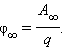 φ∞ = A∞/q.